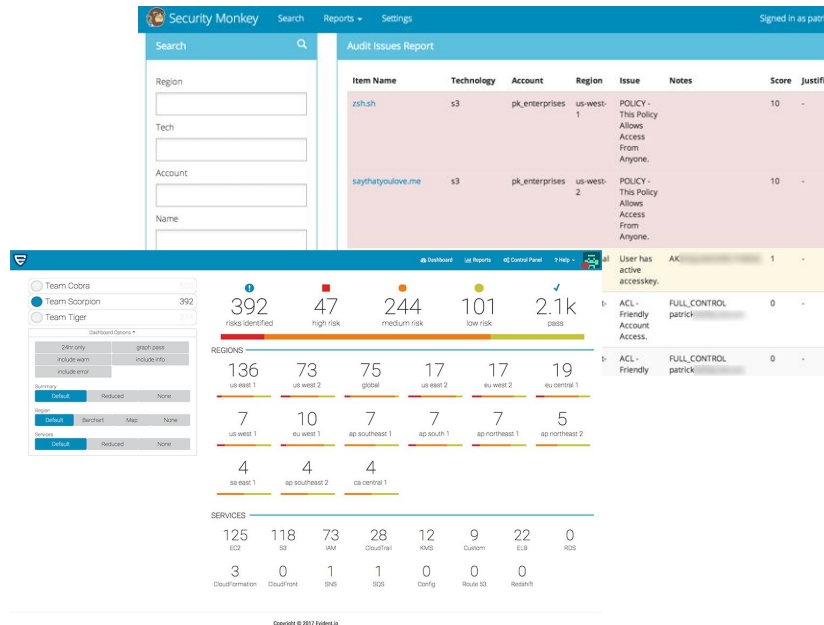 Security Monkey Search Reports Settings Signed in as patri
Search
Region
Tech
Account
Name
Audit Issues Report
Item Name Technology Account Region Issue Notes Score Justifi
zsh.sh s3 pk_enterprises us-west- POLICY - 10 -
1 This Policy
Allows
Access
From
Anyone.
saythatyoulove.me s3 pk_enterprises us-west- POLICY - 10 -
2 This Policy
Allows
Access
From
Anyone.
al User has AK 1 -
active
accesskey.
t- ACL - FULL_CONTROL 0 -
Friendly patrick
Account
Access.
t- ACL - FULL_CONTROL 0 -
Friendly patrick
Dashboard Reports Control Panel ? Help
Team Cobra
Team Scorpion 392
Team Tiger
Dashboard Options
24hr only graph pass
include warn include info
include error
Summary
Default Reduced None
Region
Default Barchart Map None
Services
Default Reduced None
392 47 244 101 2.1k
risks identified high risk medium risk low risk pass
REGIONS
136 73 75 17 17 19
us east 1 us west 2 global us east 2 eu west 2 eu central 1
7 10 7 7 7 5
us west 1 eu west 1 ap southeast 1 ap south 1 ap northeast 1 ap northeast 2
4 4 4
sa east 1 ap southeast 2 ca central 1
SERVICES
125 118 73 28 12 9 22 0
EC2 S3 IAM CloudTrail KMS Custom ELB RDS
3 0 1 1 0 0 0
CloudFormation CloudFront SNS SQS Config Route 53 Redshift
Copyright © 2017 Evident.io